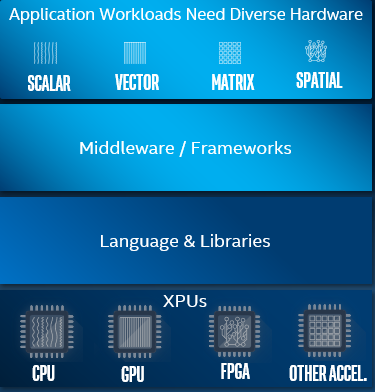 Application Workloads Need Diverse Hardware
SCALAR VECTOR MATRIX SPATIAL
Middleware / Frameworks
Language & Libraries
XPUs
CPU GPU FPGA OTHER ACCEL.